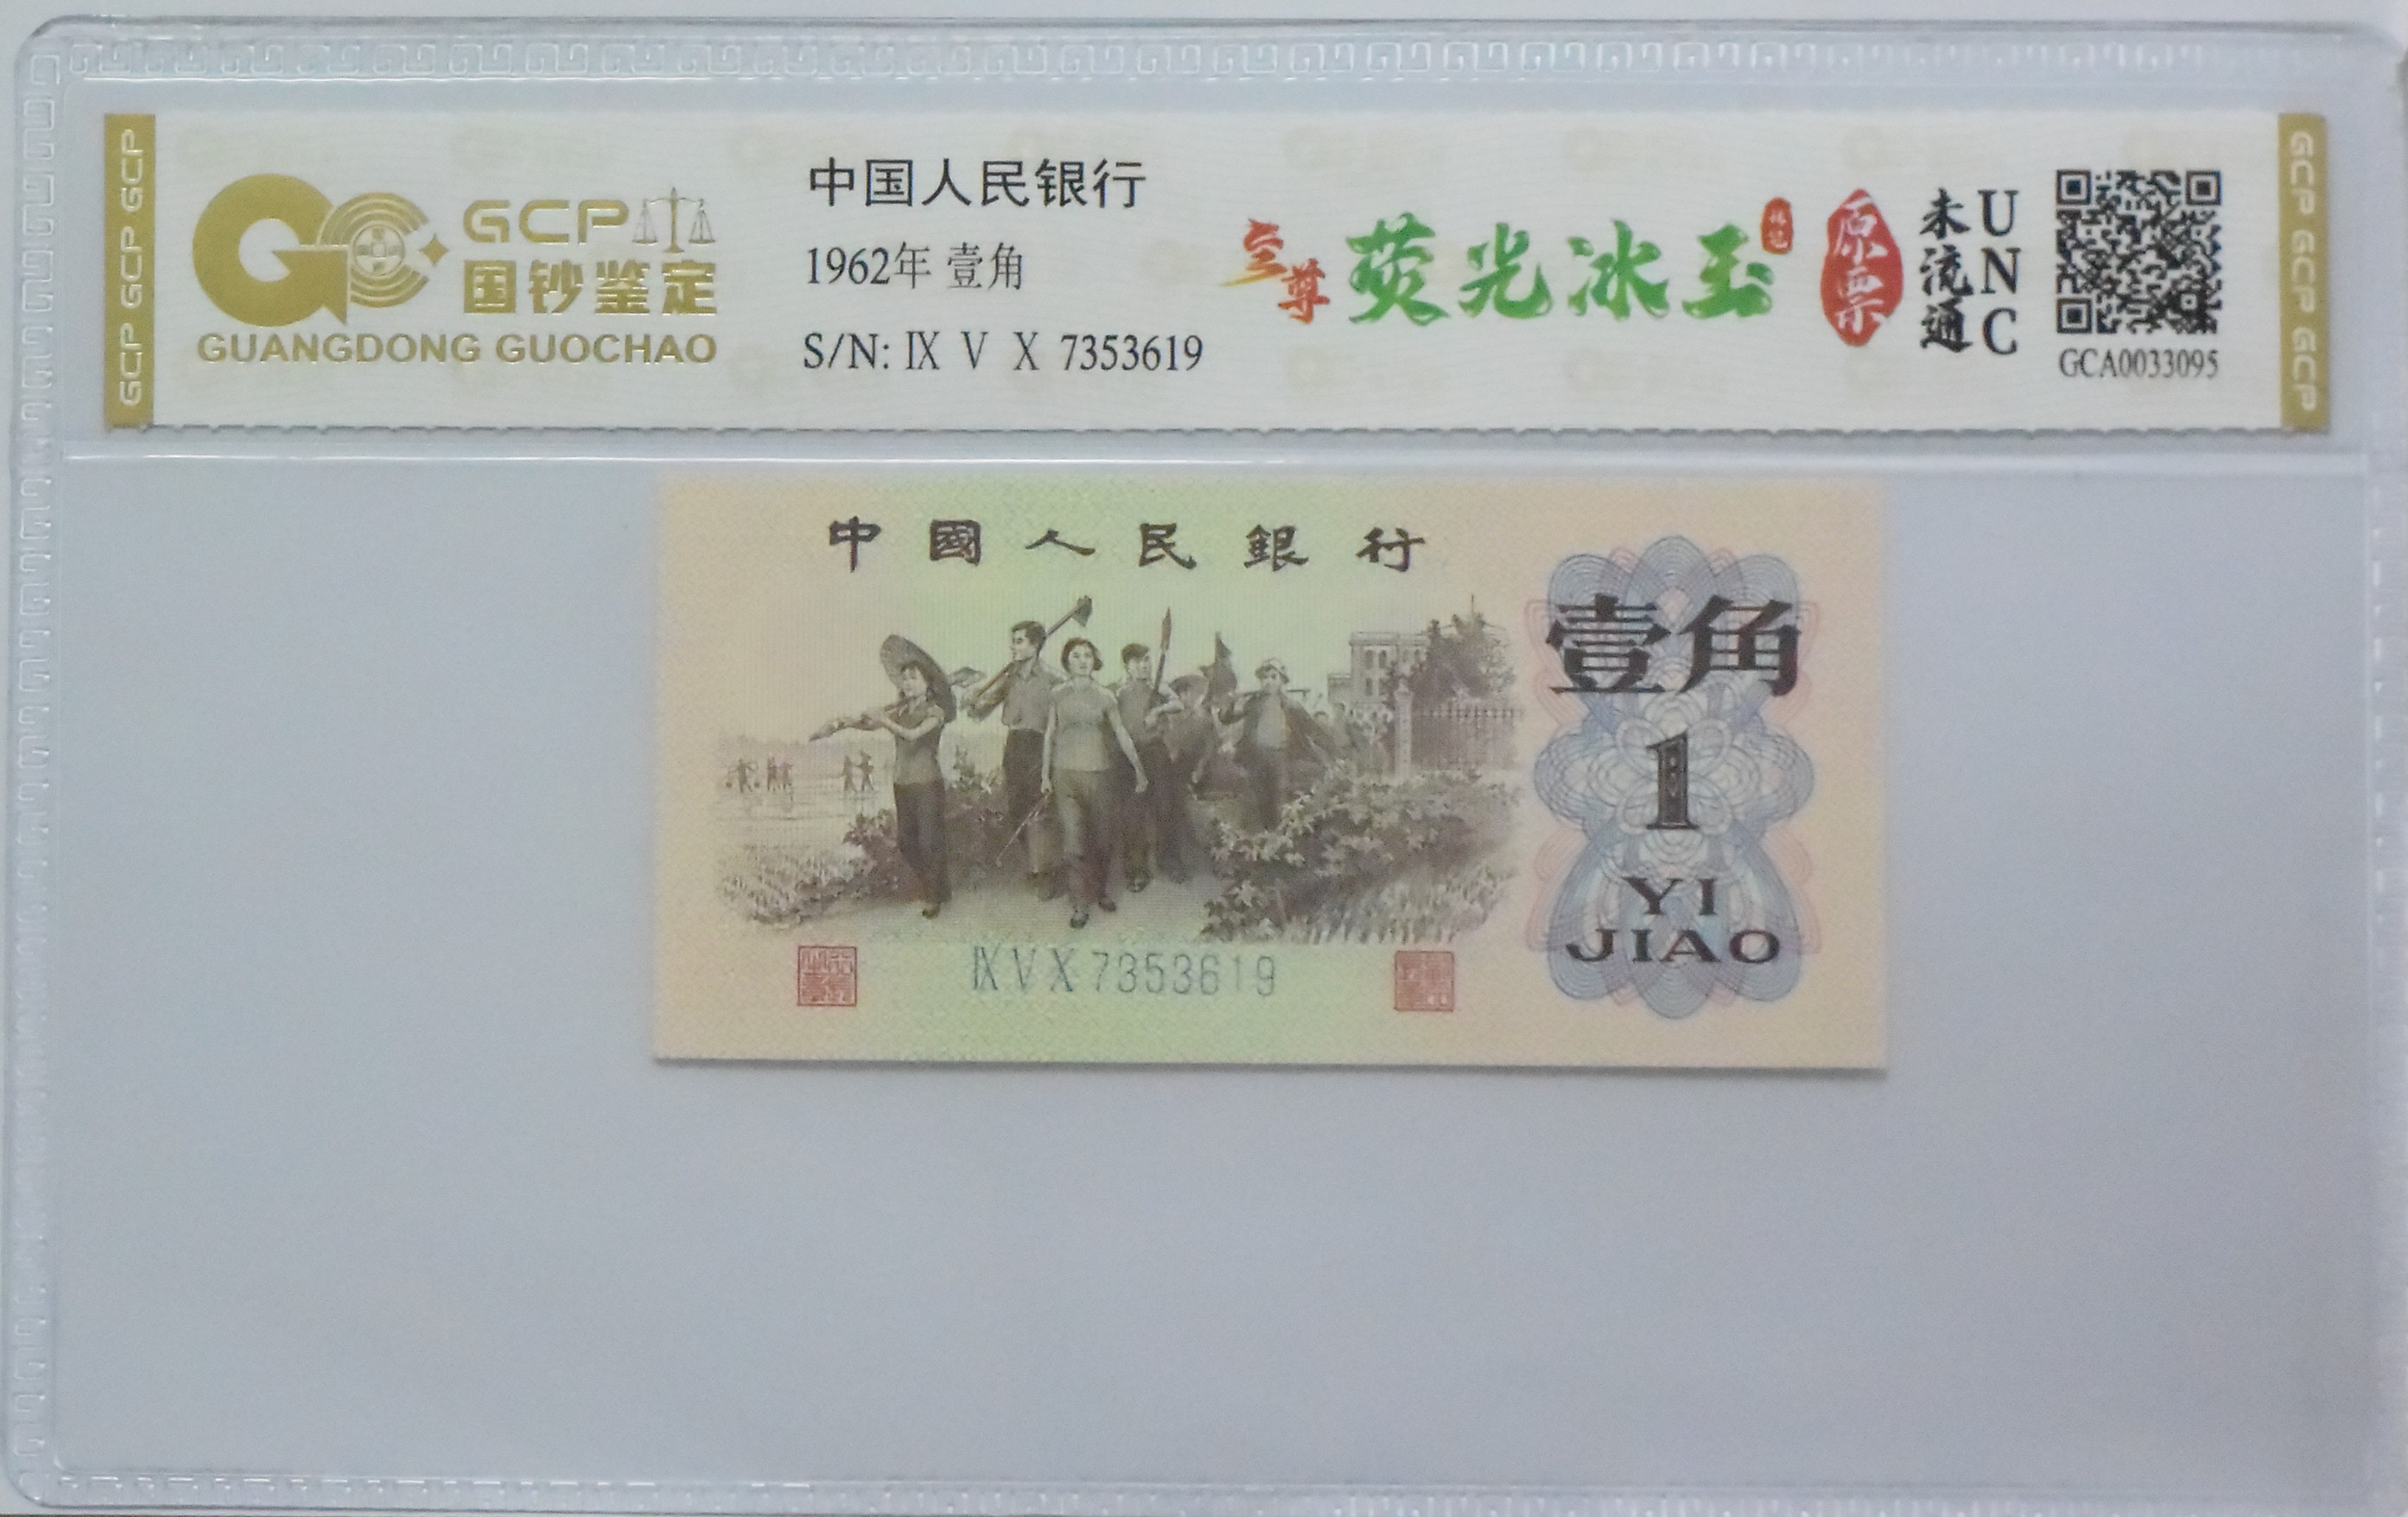 GCP GCP GCP
GCP
国钞鉴定
GUANGDONG GUOCHAO
中国人民银行
1962年 壹角
S/N: Ⅸ Ⅴ Ⅹ 7353619
至尊 荧光冰玉
原票
未流通
UNC
GCA0033095
GCP GCP GCP
中國人民銀行
壹角
1
YI
JIAO
ⅨⅤⅩ7353619